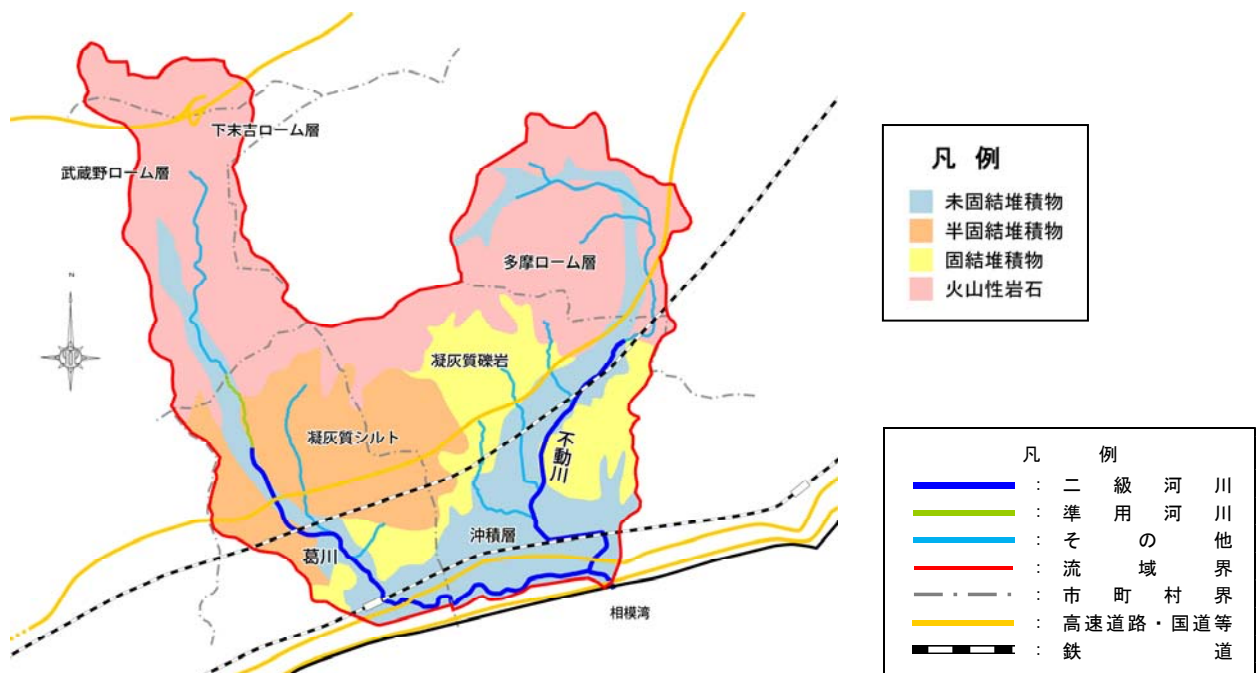 下末吉ローム層
武蔵野ローム層
多摩ローム層
N
凝灰質礫岩
凝灰質シルト
不動川
沖積層
葛川
相模湾
凡 例
未固結堆積物
半固結堆積物
固結堆積物
火山性岩石
凡 例
: 二 級 河 川
: 準 用 河 川
: そ の 他
: 流 域 界
: 市 町 村 界
: 高速道路・国道等
: 鉄 道